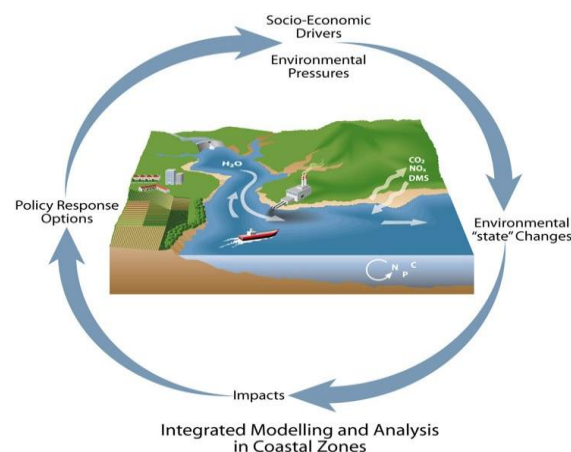 Socio-Economic
Drivers
Environmental
Pressures
H₂O
CO₂
NOₓ
DMS
Policy Response
Options
Environmental
"state" Changes
N P C
Impacts
Integrated Modelling and Analysis
in Coastal Zones